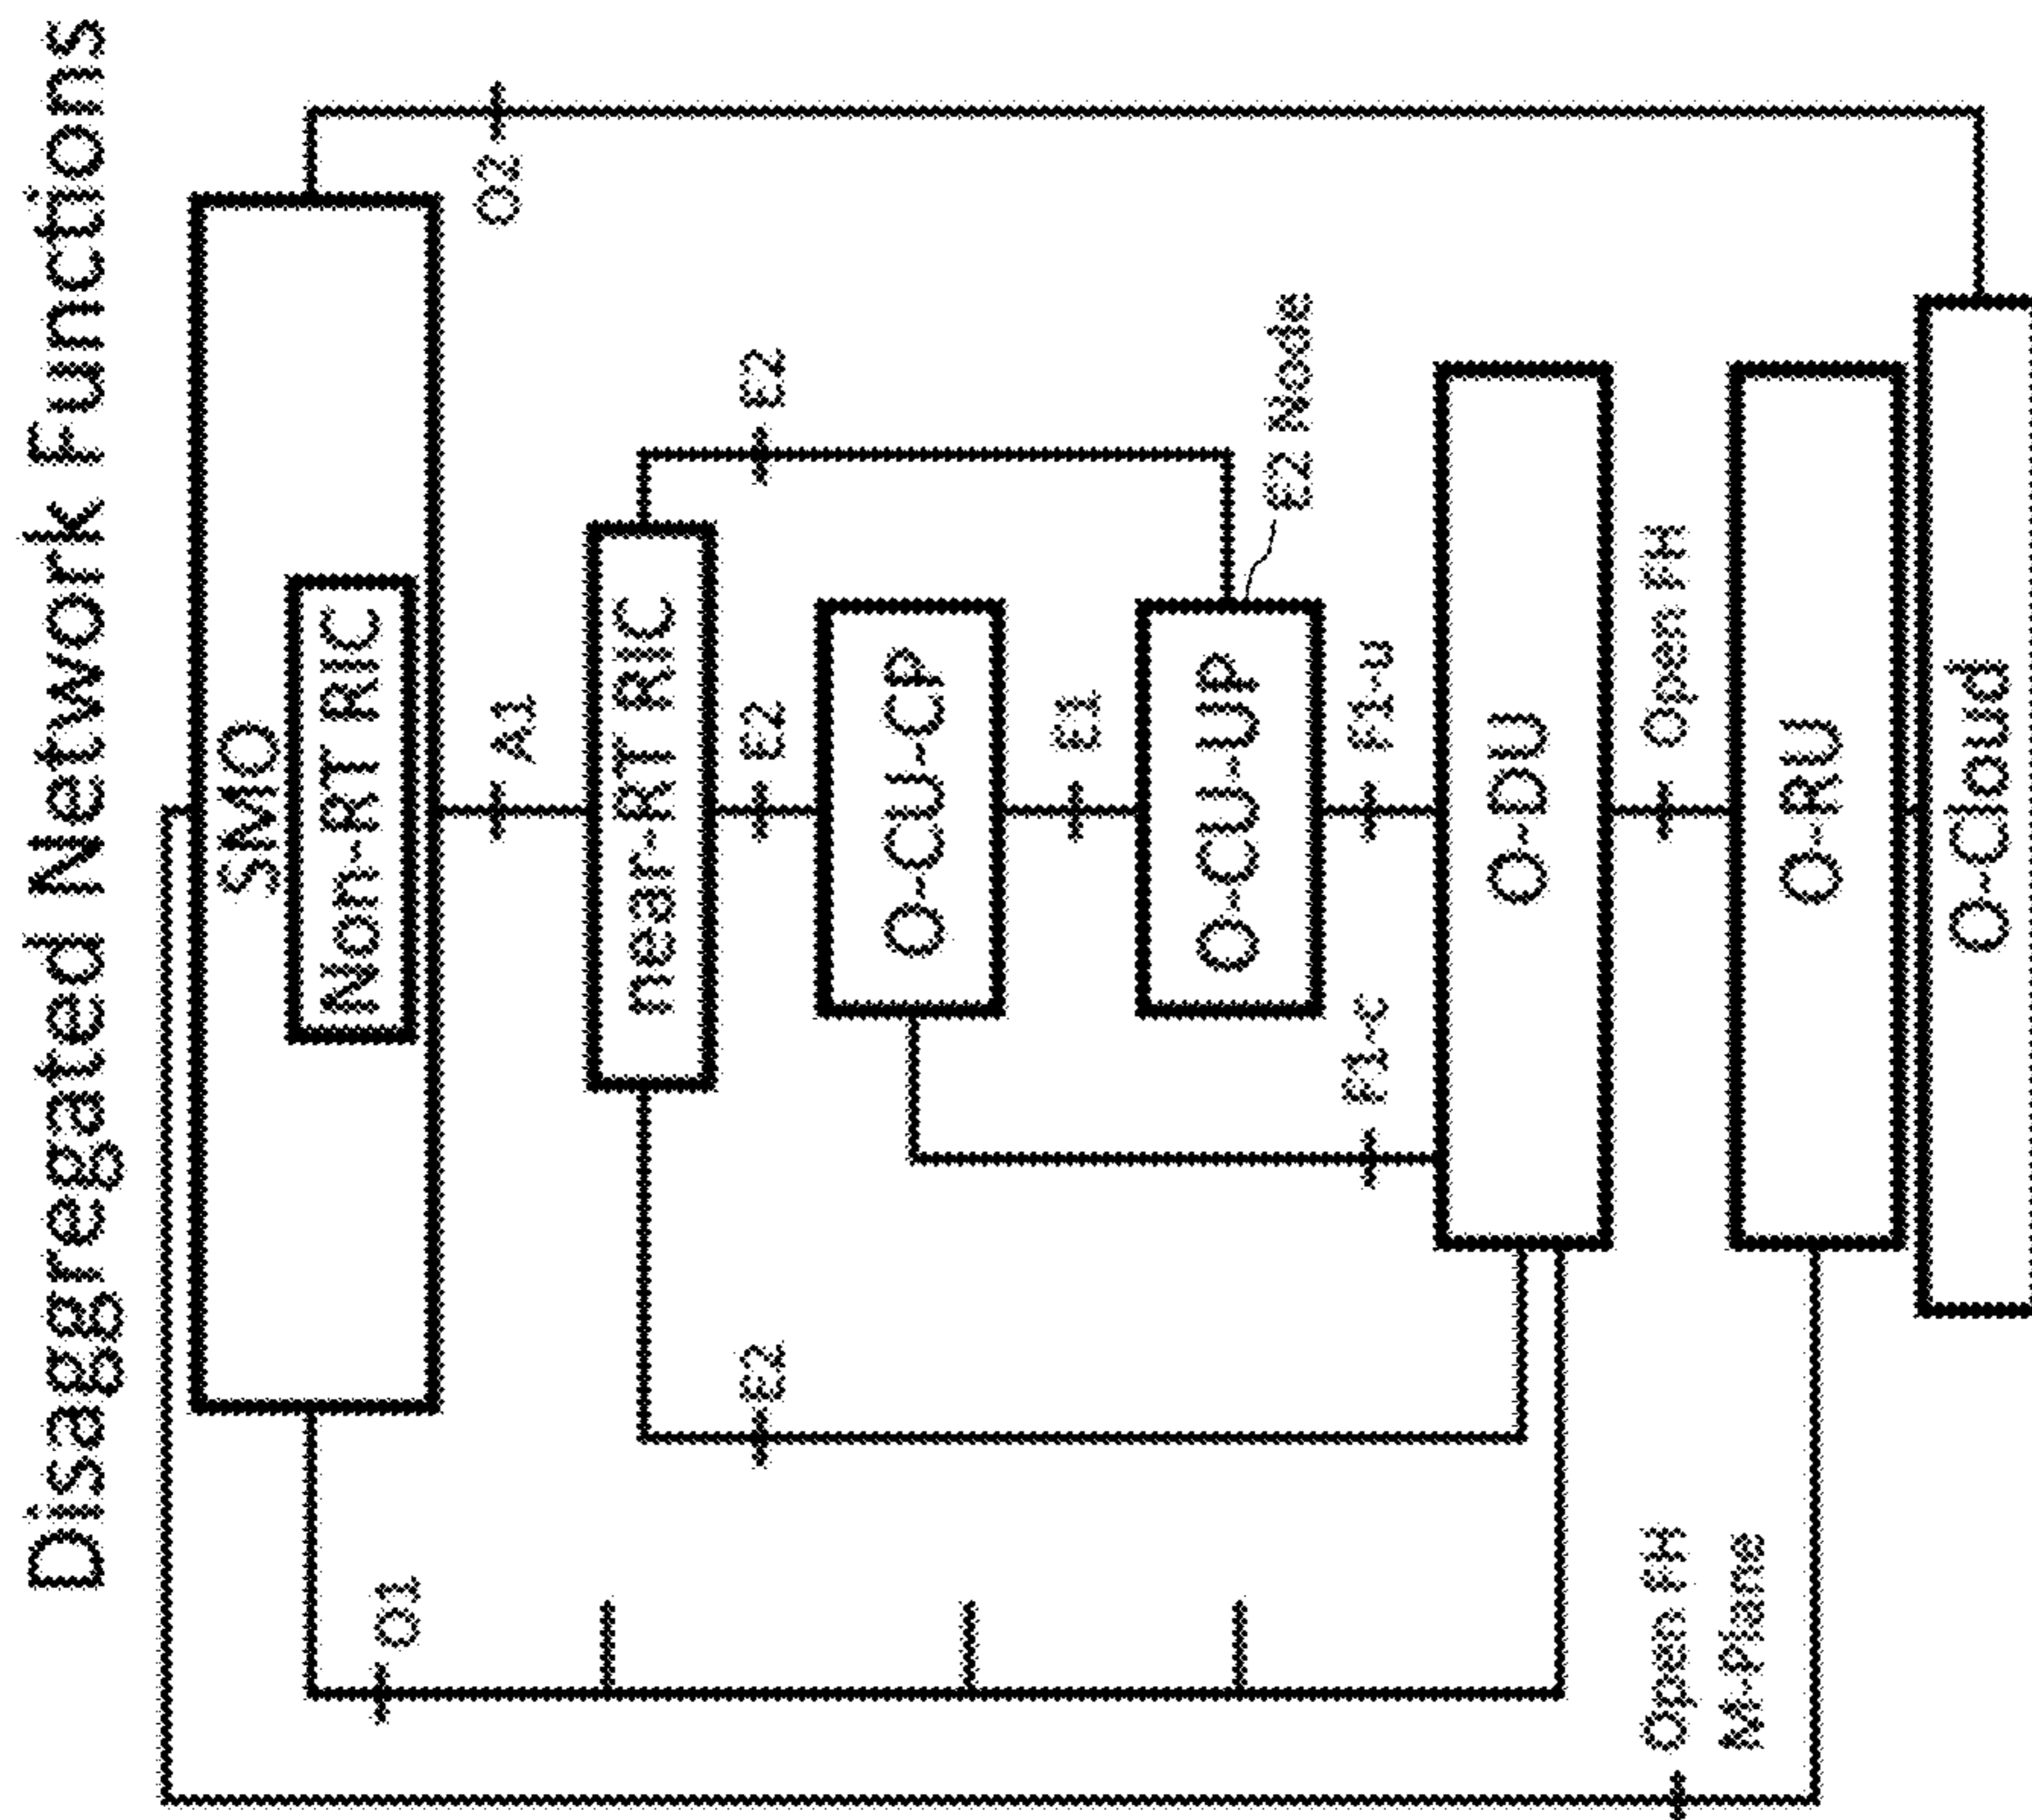 Disaggregated Network Functions
SMO
Non-RT RIC
O1
A1
O2
near-RT RIC
E2
E2
E2
O-CU-CP
E1
O-CU-UP
E2 Node
F1-c
F1-u
O-DU
Open FH
M-Plane
Open FH
O-RU
O-Cloud